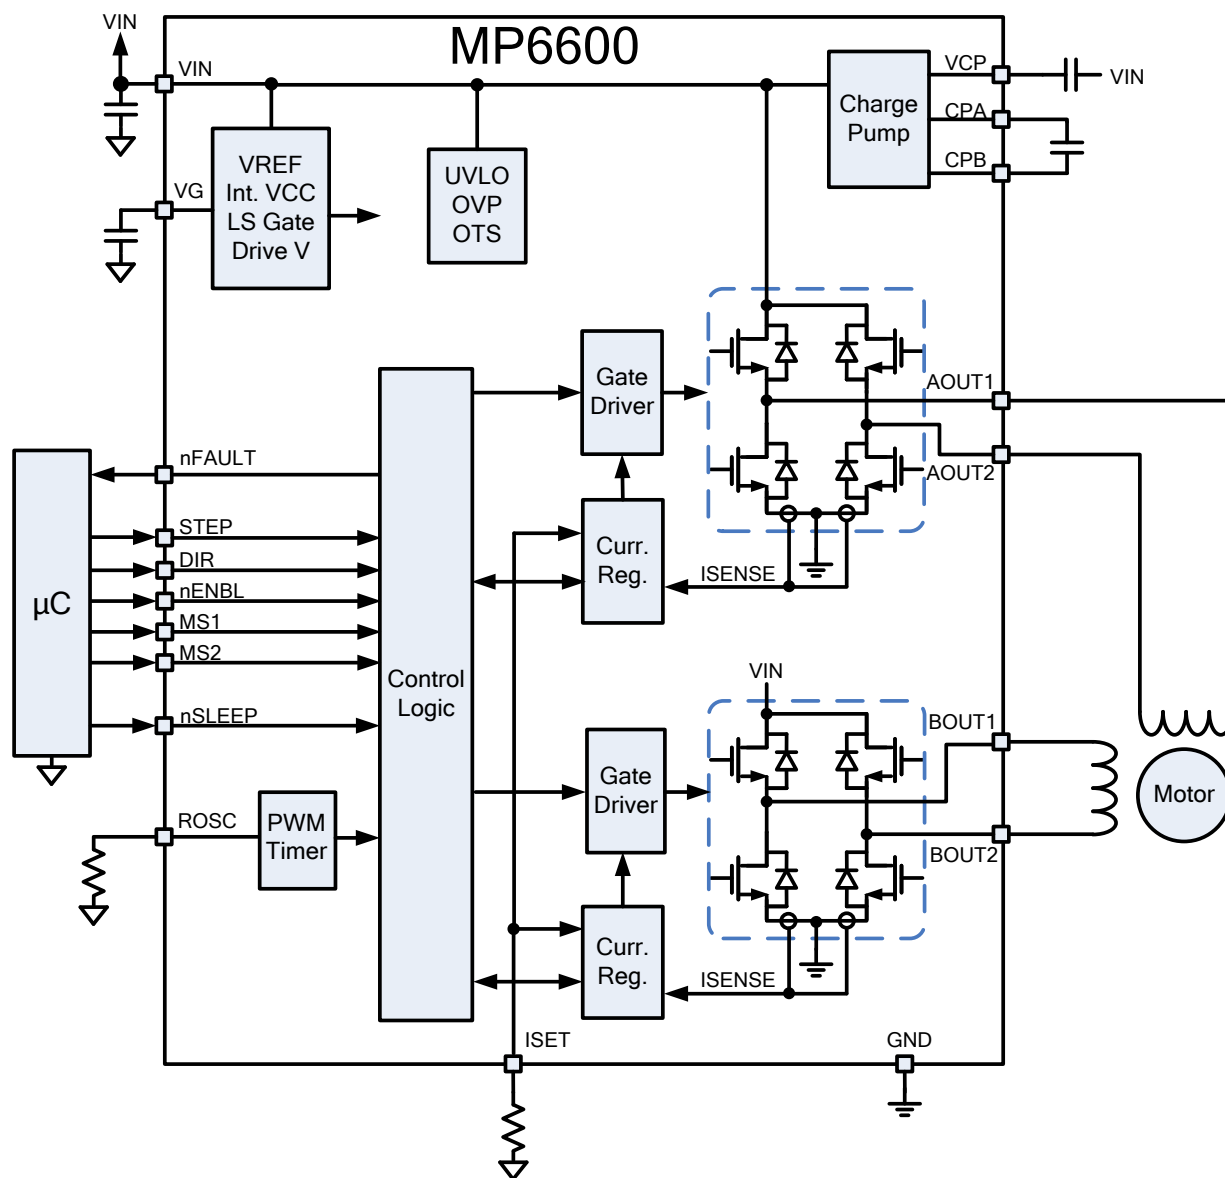 VIN
MP6600
VIN
VCP
VIN
Charge
Pump
CPA
CPB
VREF
Int. VCC
LS Gate
Drive V
UVLO
OVP
OTS
VG
Gate
Driver
AOUT1
AOUT2
nFAULT
STEP
DIR
nENBL
MS1
MS2
nSLEEP
µC
Control
Logic
Curr.
Reg.
ISENSE
VIN
BOUT1
Gate
Driver
Motor
ROSC
PWM
Timer
BOUT2
Curr.
Reg.
ISENSE
ISET
GND